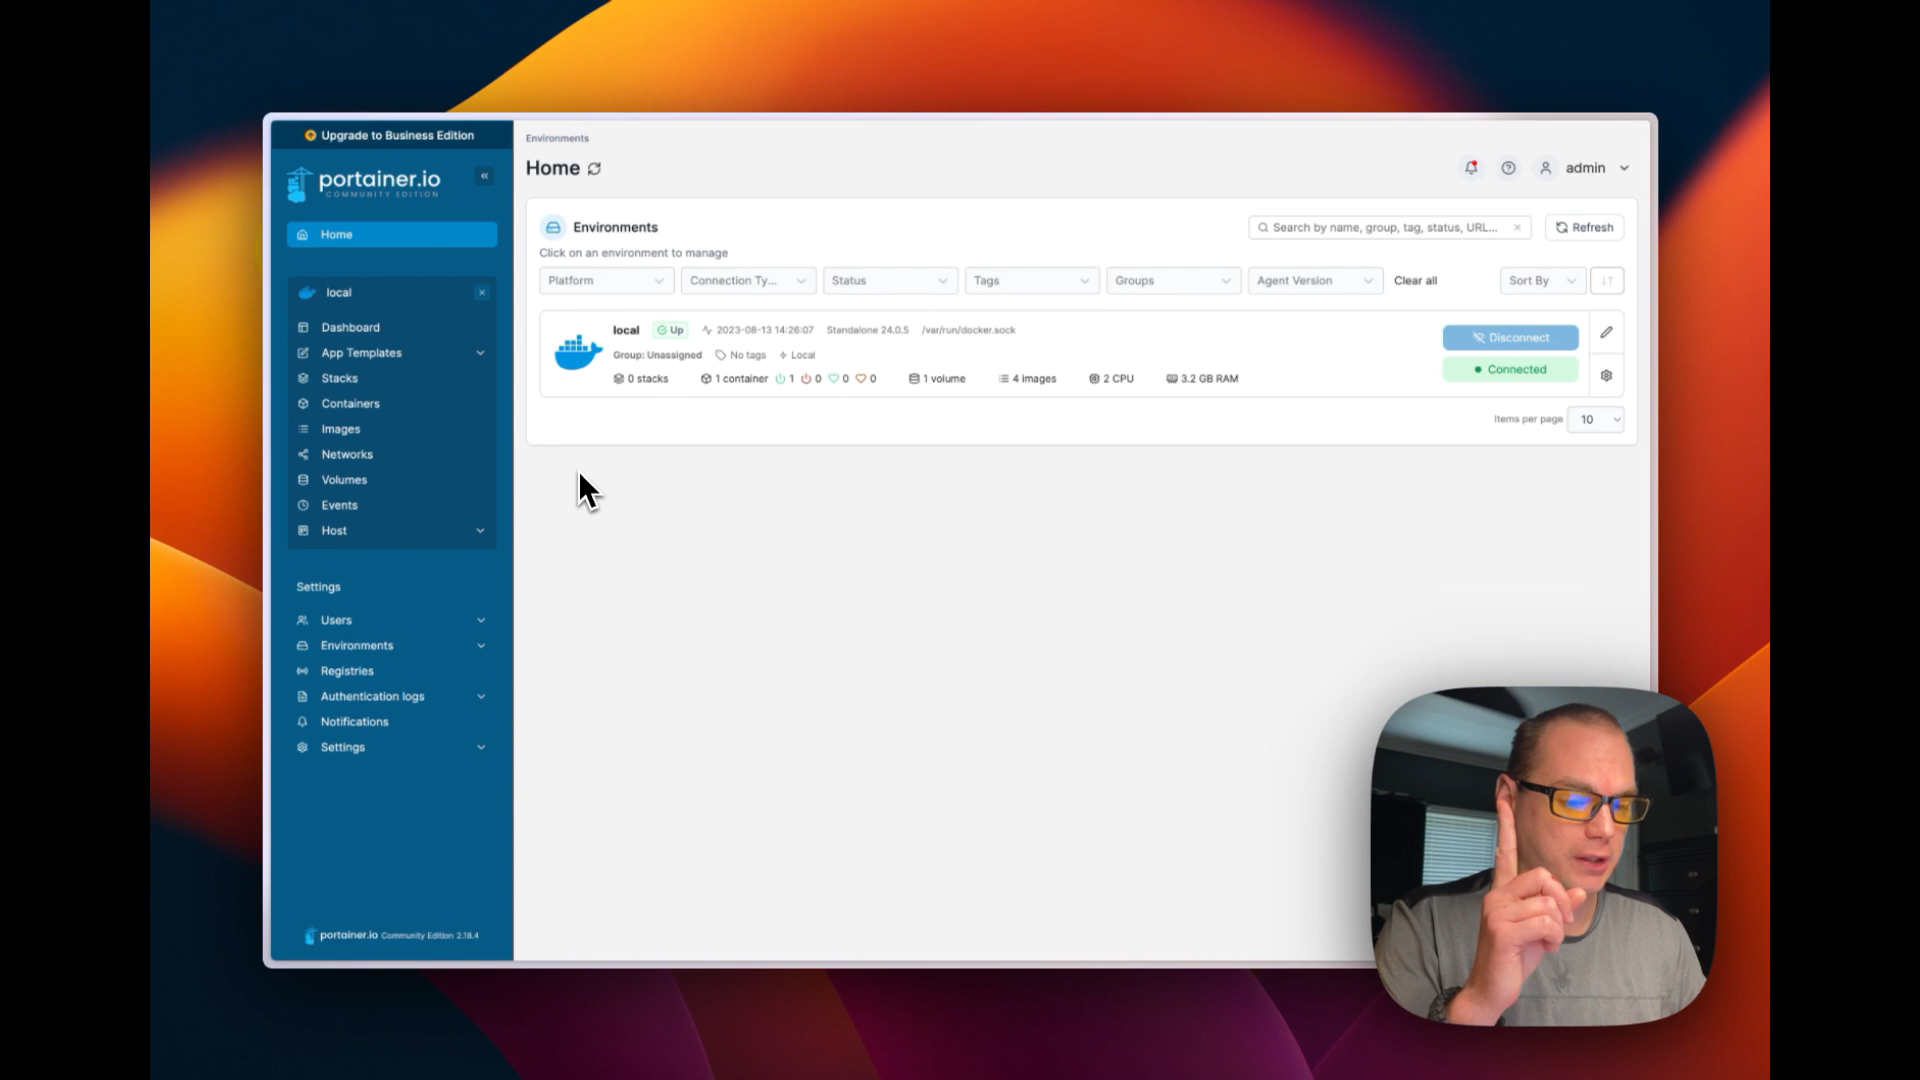 Upgrade to Business Edition
portainer.io
COMMUNITY EDITION
Home
local
Dashboard
App Templates
Stacks
Containers
Images
Networks
Volumes
Events
Host
Settings
Users
Environments
Registries
Authentication logs
Notifications
Settings
portainer.io Community Edition 2.18.4
Environments
Home
admin
Environments
Search by name, group, tag, status, URL...
Refresh
Click on an environment to manage
Platform
Connection Ty...
Status
Tags
Groups
Agent Version
Clear all
Sort By
local Up 2023-08-13 14:26:07 Standalone 24.0.5 /var/run/docker.sock
Group: Unassigned No tags Local
0 stacks 1 container 1 0 0 0 1 volume 4 images 2 CPU 3.2 GB RAM
Disconnect
Connected
Items per page 10